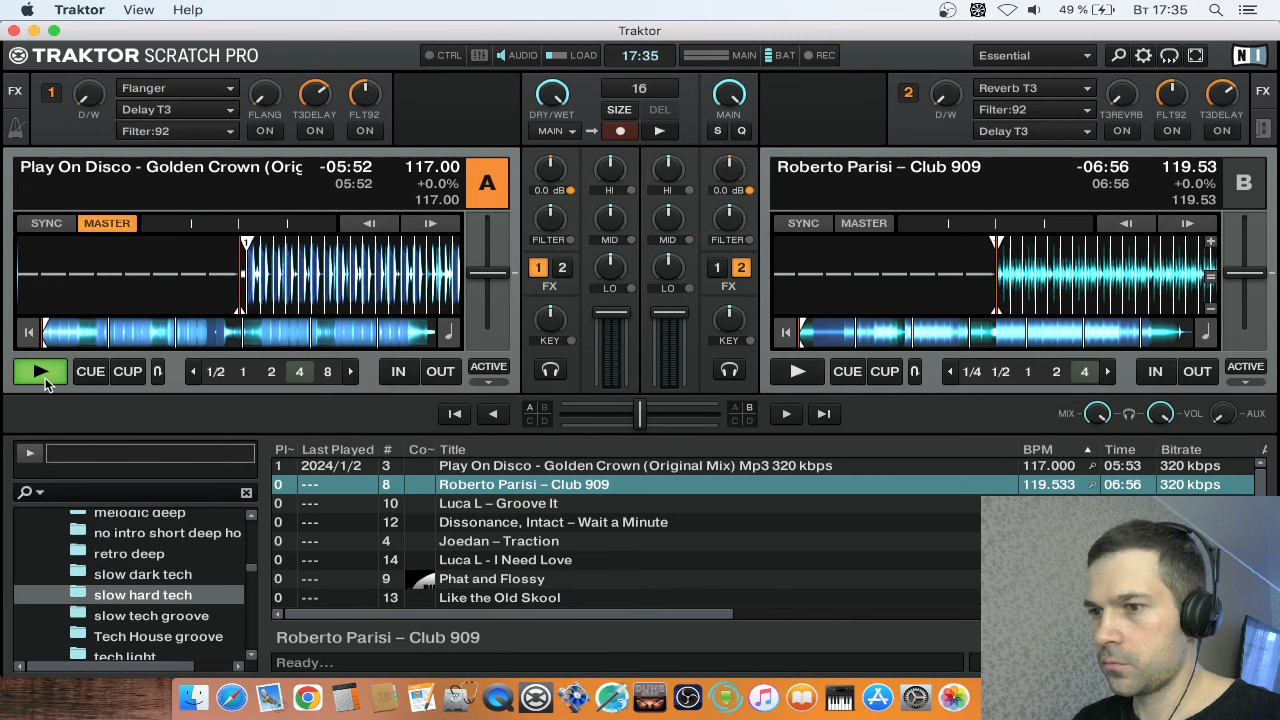 Traktor View Help 49 % Вт 17:35
Traktor
TRAKTOR SCRATCH PRO CTRL AUDIO LOAD 17:35 MAIN BAT REC Essential
FX 1 D/W Flanger Delay T3 Filter:92 FLANG ON T3DELAY ON FLT92 ON
DRY/WET MAIN 16 SIZE DEL MAIN S Q
2 D/W Reverb T3 Filter:92 Delay T3 T3REVRB ON FLT92 ON T3DELAY ON FX
Play On Disco - Golden Crown (Orig -05:52 117.00 A
05:52 +0.0%
117.00
SYNC MASTER
1
CUE CUP 1/2 1 2 4 8 IN OUT ACTIVE
0.0 dB HI HI 0.0 dB
FILTER MID MID FILTER
1 2 FX LO LO 1 2 FX
KEY KEY
Roberto Parisi – Club 909 -06:56 119.53 B
06:56 +0.0%
119.53
SYNC MASTER
CUE CUP 1/4 1/2 1 2 4 IN OUT ACTIVE
A B C D A B C D MIX VOL AUX
Pl~ Last Played # Co~ Title BPM Time Bitrate
1 2024/1/2 3 Play On Disco - Golden Crown (Original Mix) Mp3 320 kbps 117.000 05:53 320 kbps
0 --- 8 Roberto Parisi – Club 909 119.533 06:56 320 kbps
0 --- 10 Luca L – Groove It
0 --- 12 Dissonance, Intact – Wait a Minute
0 --- 4 Joedan – Traction
0 --- 14 Luca L - I Need Love
0 --- 9 Phat and Flossy
0 --- 13 Like the Old Skool
melodic deep
no intro short deep ho
retro deep
slow dark tech
slow hard tech
slow tech groove
Tech House groove
tech light
Roberto Parisi – Club 909
Ready...